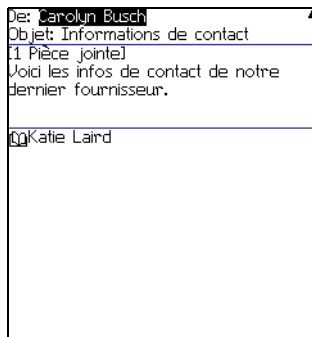 De: Carolyn Busch
Objet: Informations de contact
[1 Pièce jointe]
Voici les infos de contact de notre
dernier fournisseur.
Katie Laird